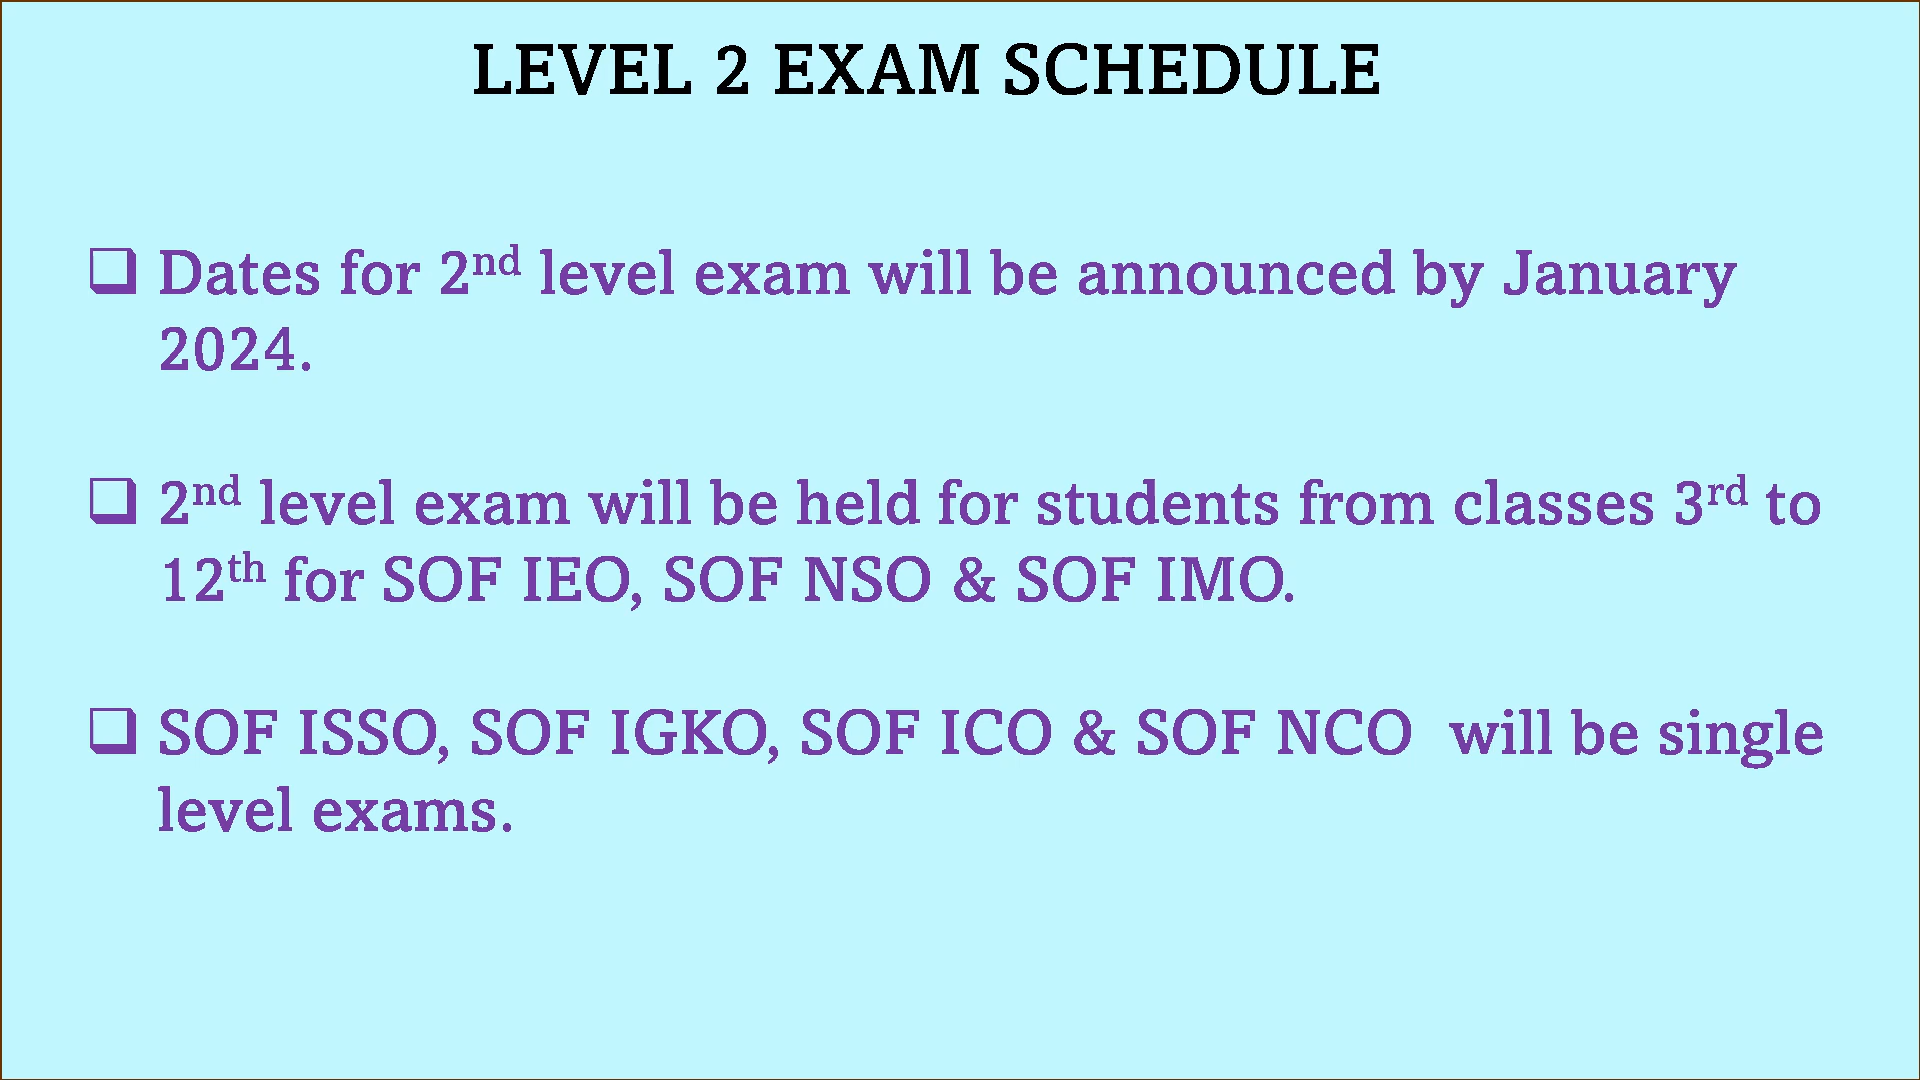 LEVEL 2 EXAM SCHEDULE
❑ Dates for 2nd level exam will be announced by January
2024.
❑ 2nd level exam will be held for students from classes 3rd to
12th for SOF IEO, SOF NSO & SOF IMO.
❑ SOF ISSO, SOF IGKO, SOF ICO & SOF NCO  will be single
level exams.